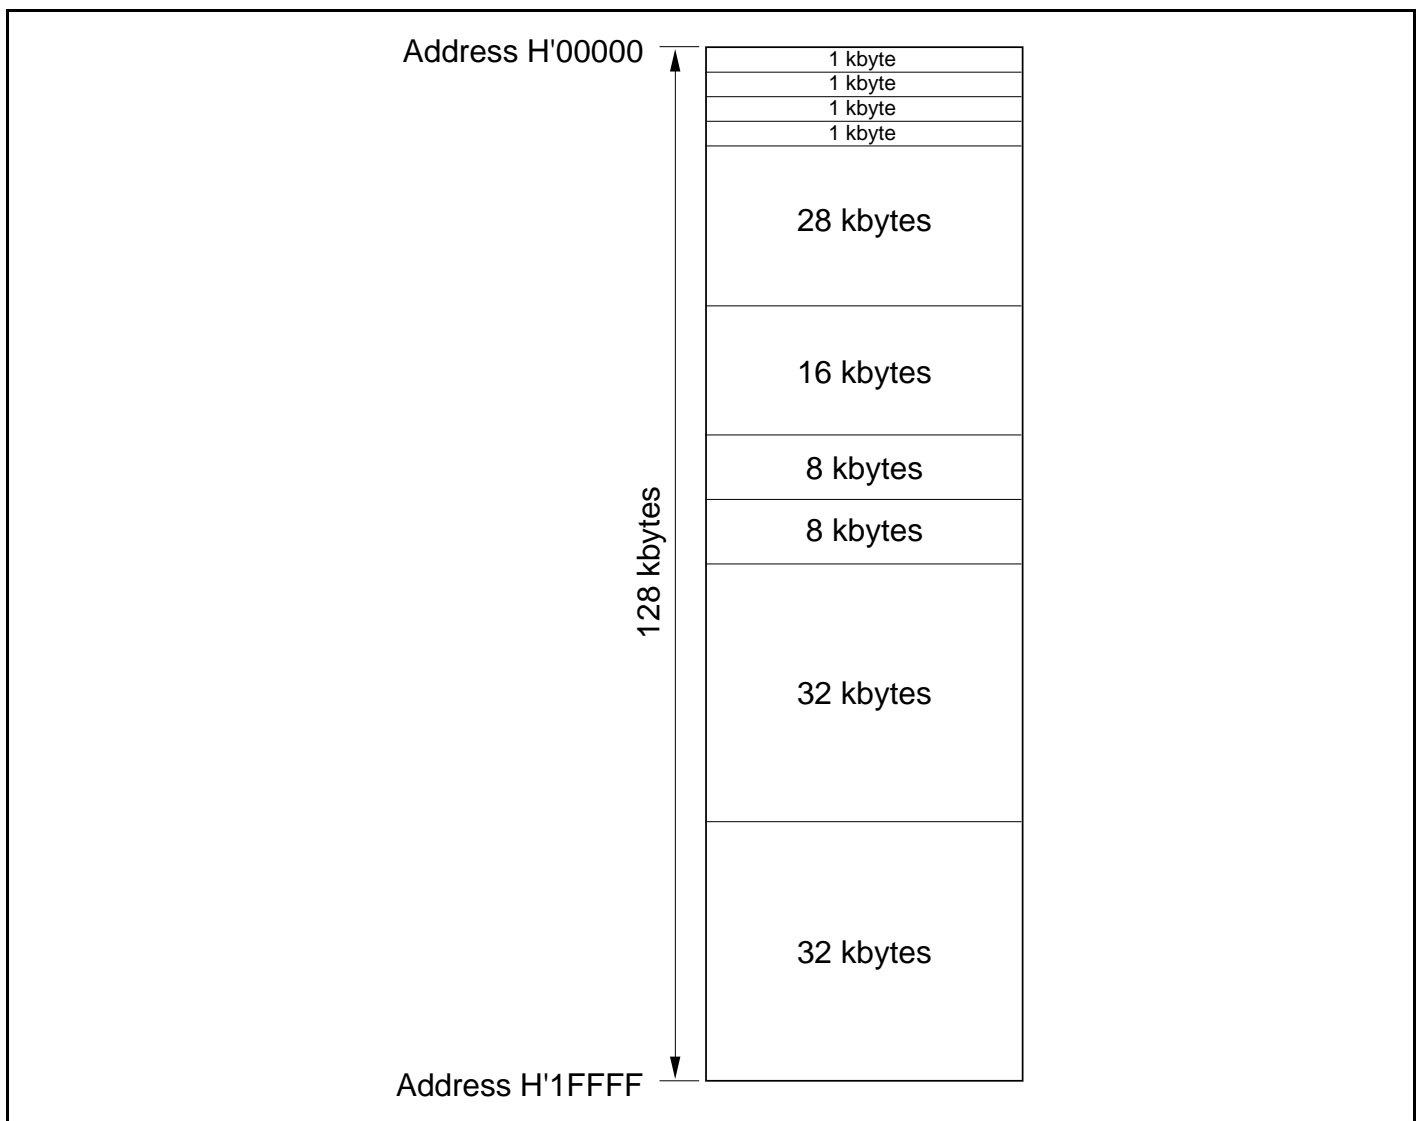 Address H'00000
1 kbyte
1 kbyte
1 kbyte
1 kbyte
28 kbytes
16 kbytes
8 kbytes
8 kbytes
128 kbytes
32 kbytes
32 kbytes
Address H'1FFFF